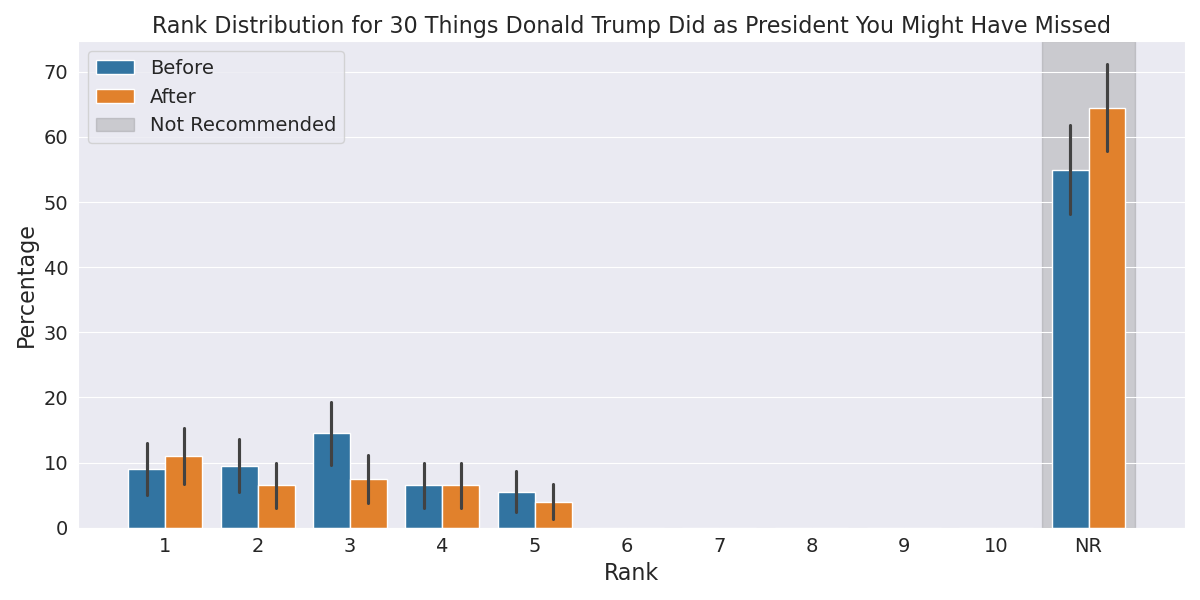 Rank Distribution for 30 Things Donald Trump Did as President You Might Have Missed
Before
After
Not Recommended
Percentage
70
60
50
40
30
20
10
0
1 2 3 4 5 6 7 8 9 10 NR
Rank